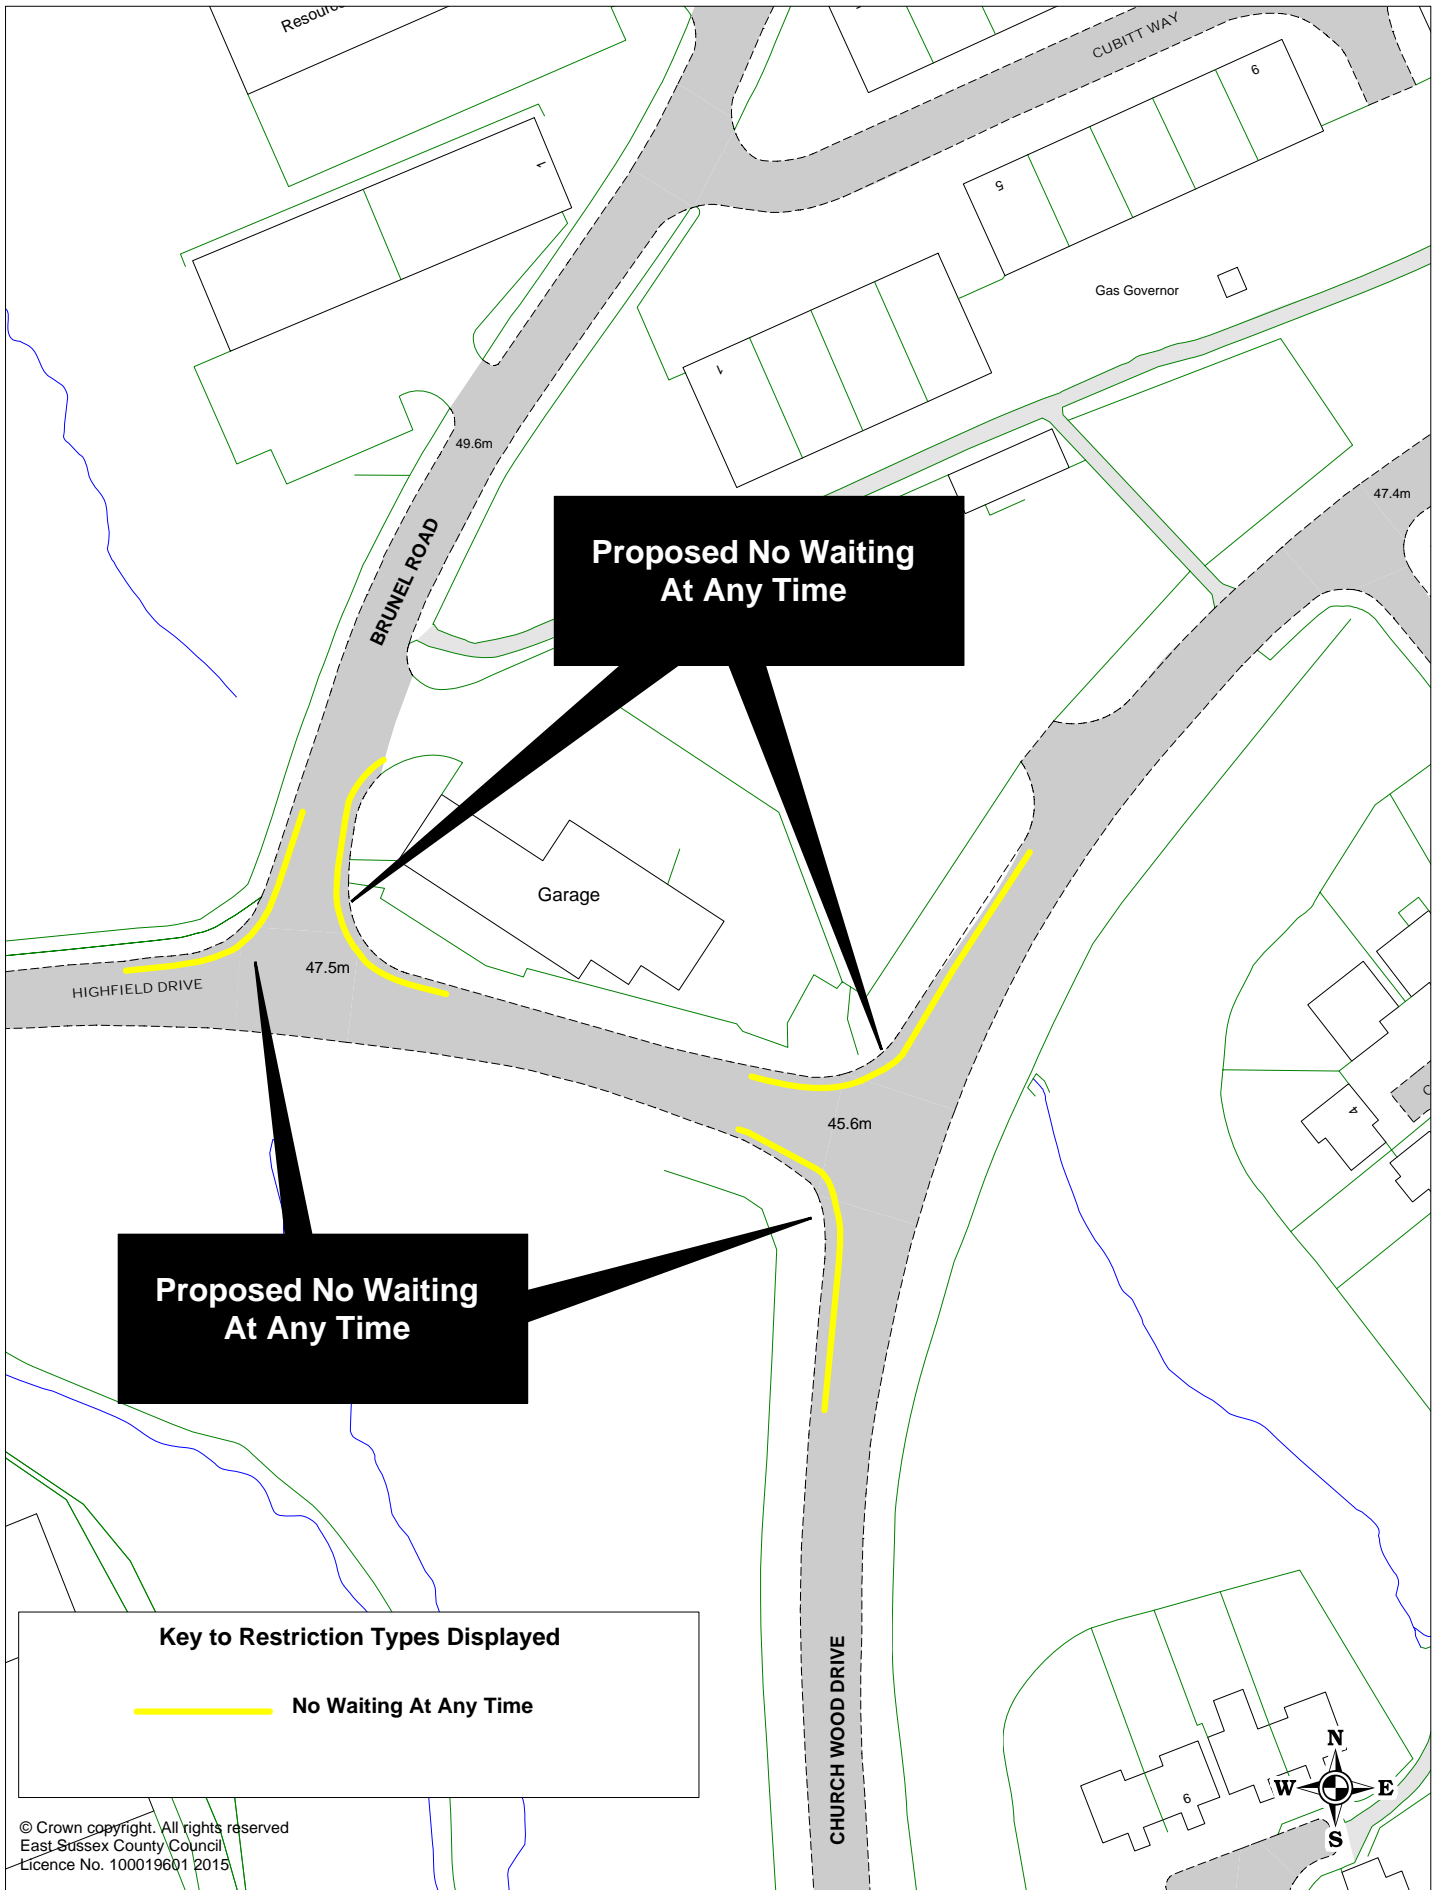 Resourc
CUBITT WAY
9
1
5
Gas Governor
1
49.6m
47.4m
BRUNEL ROAD
Proposed No Waiting
At Any Time
Garage
47.5m
HIGHFIELD DRIVE
45.6m
4
Proposed No Waiting
At Any Time
Key to Restriction Types Displayed
No Waiting At Any Time
CHURCH WOOD DRIVE
N
W
E
S
© Crown copyright. All rights reserved
East Sussex County Council
Licence No. 100019601 2015